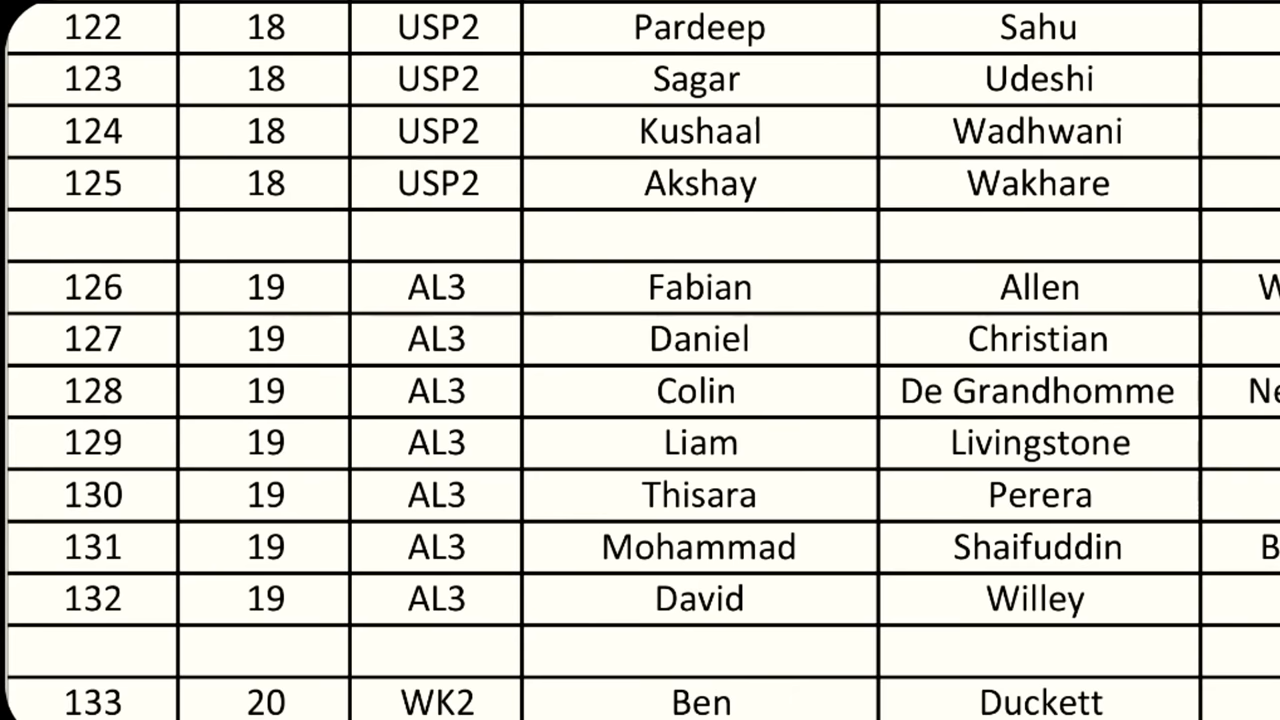 122 18 USP2 Pardeep Sahu
123 18 USP2 Sagar Udeshi
124 18 USP2 Kushaal Wadhwani
125 18 USP2 Akshay Wakhare
126 19 AL3 Fabian Allen W
127 19 AL3 Daniel Christian
128 19 AL3 Colin De Grandhomme Ne
129 19 AL3 Liam Livingstone
130 19 AL3 Thisara Perera
131 19 AL3 Mohammad Shaifuddin B
132 19 AL3 David Willey
133 20 WK2 Ben Duckett